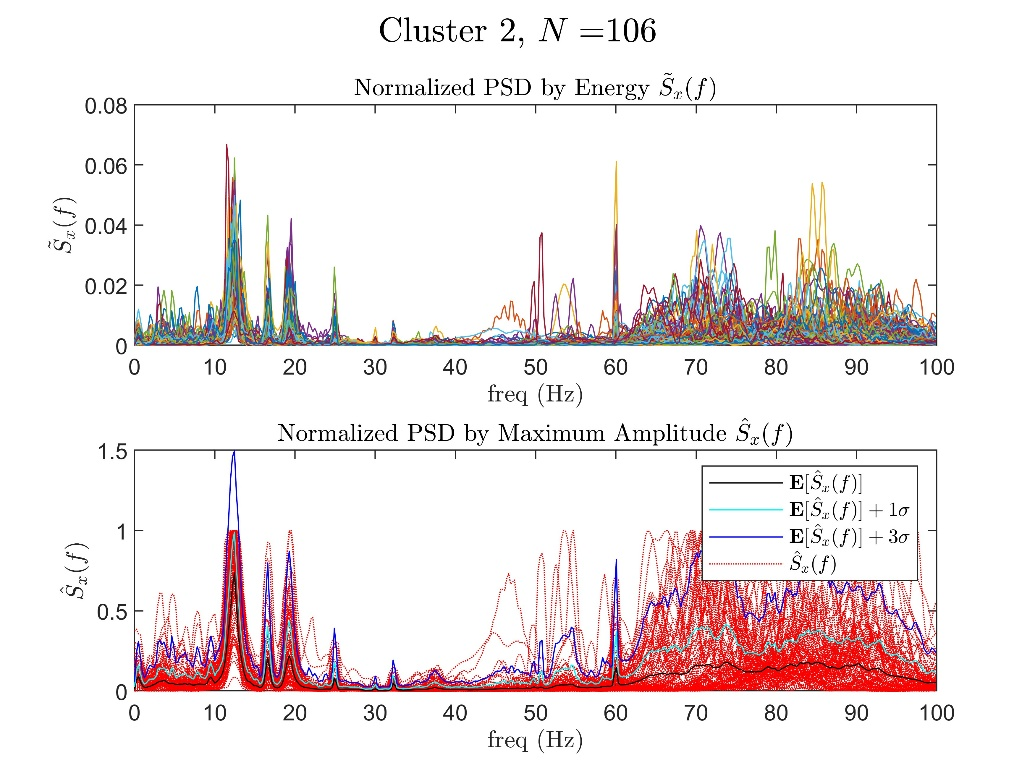 Cluster 2, N =106
Normalized PSD by Energy S̃ₓ(f)
0.08
0.06
0.04
0.02
0
S̃ₓ(f)
0 10 20 30 40 50 60 70 80 90 100
freq (Hz)
Normalized PSD by Maximum Amplitude Ŝₓ(f)
1.5
1
0.5
0
Ŝₓ(f)
E[Ŝₓ(f)]
E[Ŝₓ(f)] + 1σ
E[Ŝₓ(f)] + 3σ
Ŝₓ(f)
0 10 20 30 40 50 60 70 80 90 100
freq (Hz)